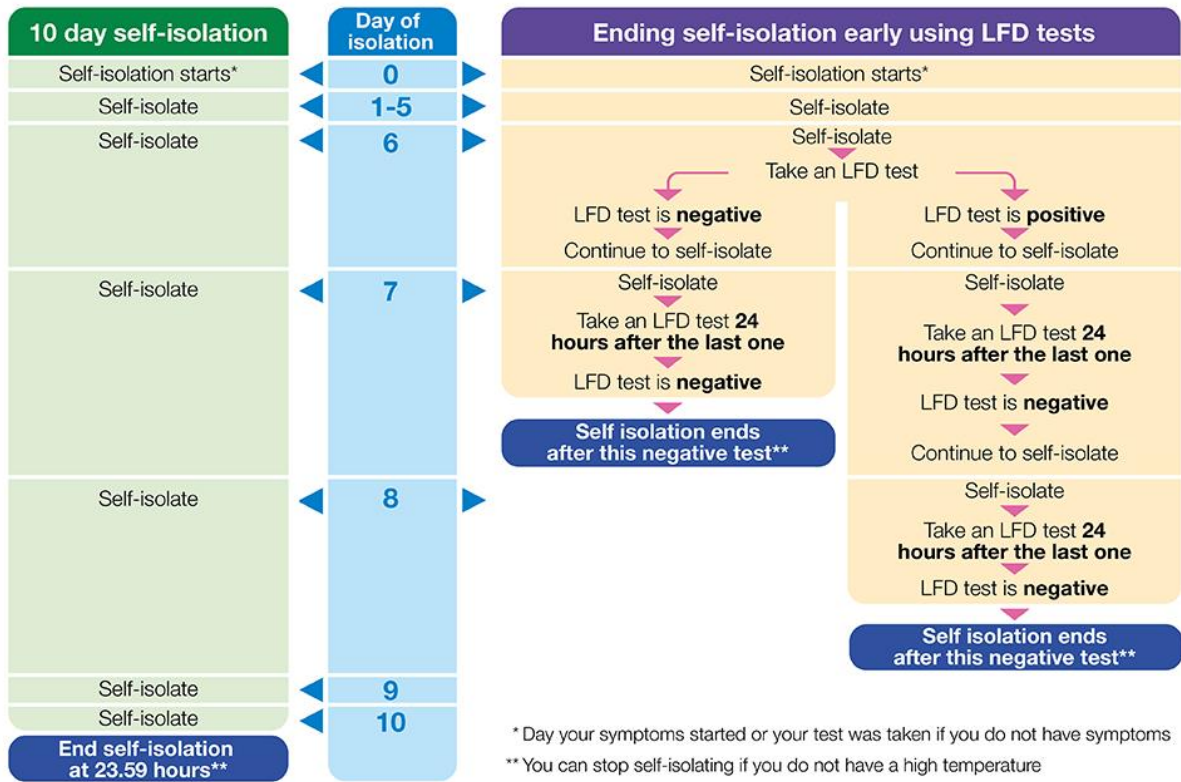 10 day self-isolation
Self-isolation starts*
Self-isolate
Self-isolate
Self-isolate
Self-isolate
Self-isolate
Self-isolate
End self-isolation
at 23.59 hours**
Day of
isolation
0
1-5
6
7
8
9
10
Ending self-isolation early using LFD tests
Self-isolation starts*
Self-isolate
Self-isolate
Take an LFD test
LFD test is negative
Continue to self-isolate
Self-isolate
Take an LFD test 24
hours after the last one
LFD test is negative
Self isolation ends
after this negative test**
LFD test is positive
Continue to self-isolate
Self-isolate
Take an LFD test 24
hours after the last one
LFD test is negative
Continue to self-isolate
Self-isolate
Take an LFD test 24
hours after the last one
LFD test is negative
Self isolation ends
after this negative test**
* Day your symptoms started or your test was taken if you do not have symptoms
** You can stop self-isolating if you do not have a high temperature